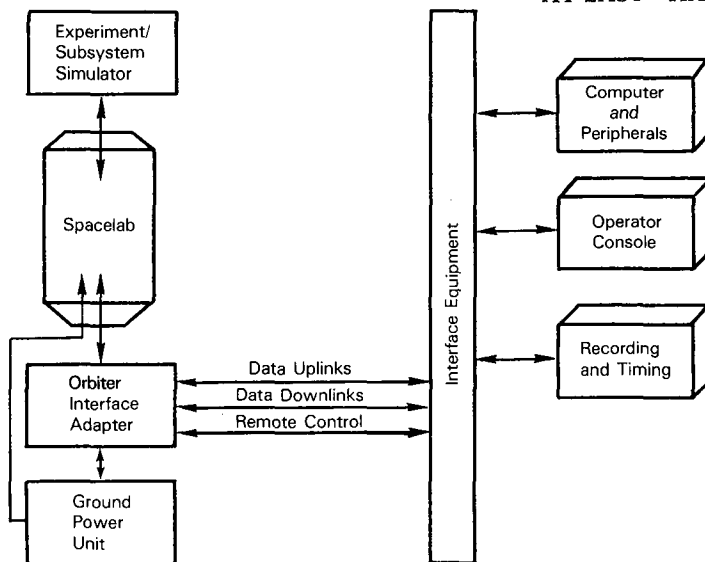 Experiment/
Subsystem
Simulator
Spacelab
Orbiter
Interface
Adapter
Ground
Power
Unit
Data Uplinks
Data Downlinks
Remote Control
Interface Equipment
Computer
and
Peripherals
Operator
Console
Recording
and Timing